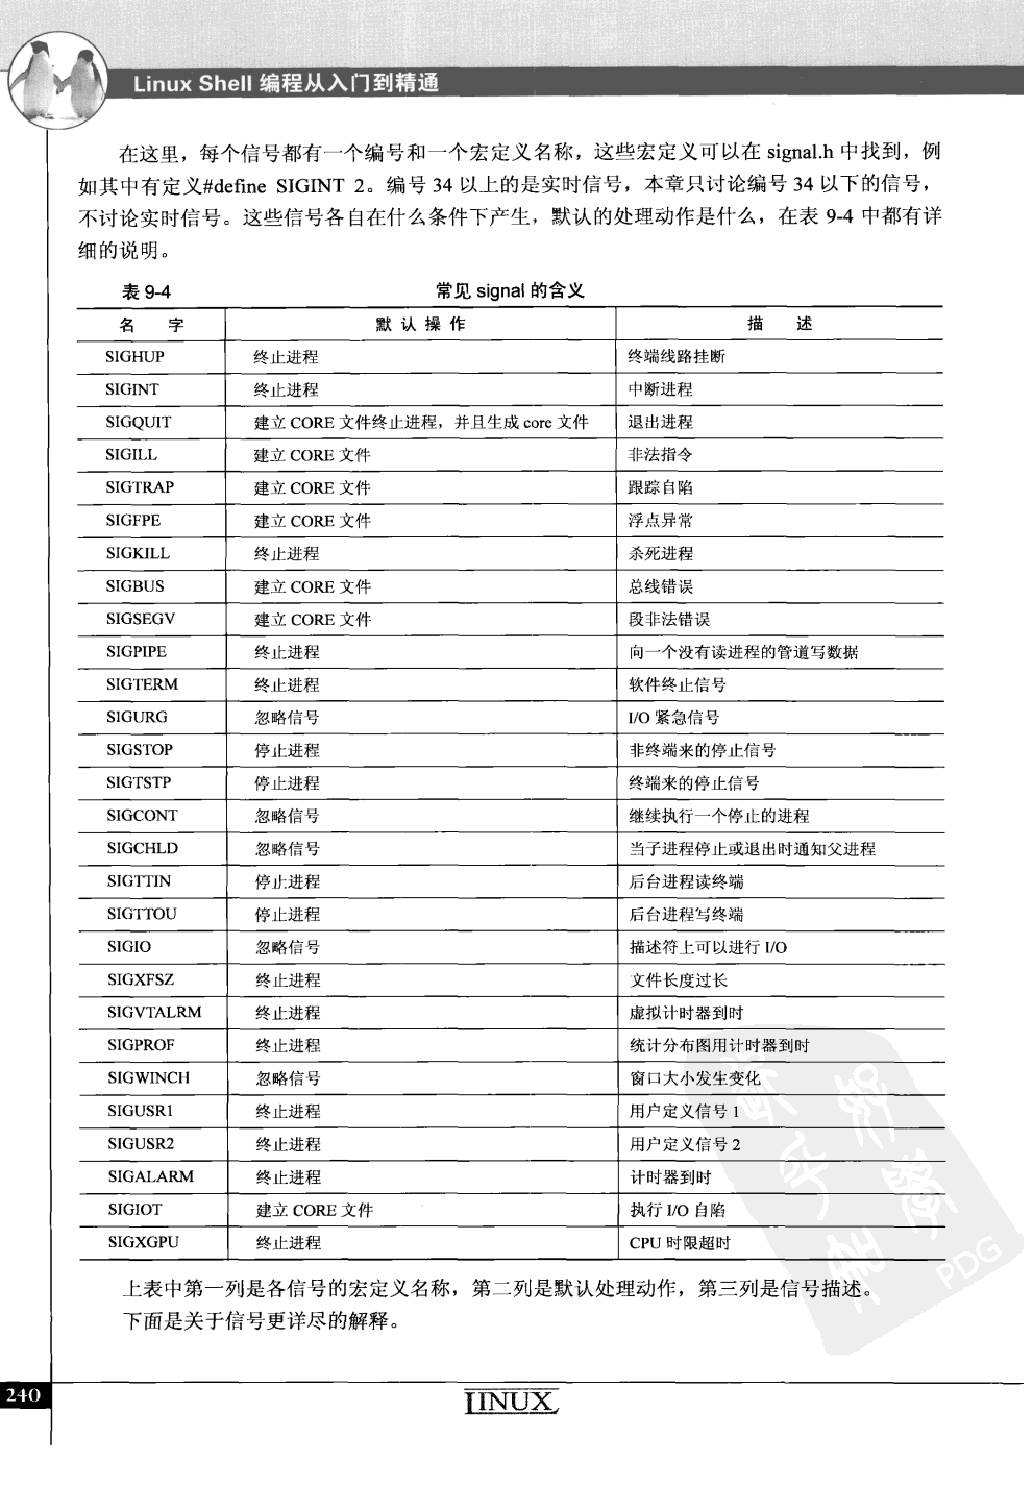 Linux Shell 编程从入门到精通
在这里，每个信号都有一个编号和一个宏定义名称，这些宏定义可以在 signal.h 中找到，例
如其中有定义#define SIGINT 2。编号 34 以上的是实时信号，本章只讨论编号 34 以下的信号，
不讨论实时信号。这些信号各自在什么条件下产生，默认的处理动作是什么，在表 9-4 中都有详
细的说明。
表 9-4 常见 signal 的含义
名 字 默 认 操 作 描 述
SIGHUP 终止进程 终端线路挂断
SIGINT 终止进程 中断进程
SIGQUIT 建立 CORE 文件终止进程，并且生成 core 文件 退出进程
SIGILL 建立 CORE 文件 非法指令
SIGTRAP 建立 CORE 文件 跟踪自陷
SIGFPE 建立 CORE 文件 浮点异常
SIGKILL 终止进程 杀死进程
SIGBUS 建立 CORE 文件 总线错误
SIGSEGV 建立 CORE 文件 段非法错误
SIGPIPE 终止进程 向一个没有读进程的管道写数据
SIGTERM 终止进程 软件终止信号
SIGURG 忽略信号 I/O 紧急信号
SIGSTOP 停止进程 非终端来的停止信号
SIGTSTP 停止进程 终端来的停止信号
SIGCONT 忽略信号 继续执行一个停止的进程
SIGCHLD 忽略信号 当子进程停止或退出时通知父进程
SIGTTIN 停止进程 后台进程读终端
SIGTTOU 停止进程 后台进程写终端
SIGIO 忽略信号 描述符上可以进行 I/O
SIGXFSZ 终止进程 文件长度过长
SIGVTALRM 终止进程 虚拟计时器到时
SIGPROF 终止进程 统计分布图用计时器到时
SIGWINCH 忽略信号 窗口大小发生变化
SIGUSR1 终止进程 用户定义信号 1
SIGUSR2 终止进程 用户定义信号 2
SIGALARM 终止进程 计时器到时
SIGIOT 建立 CORE 文件 执行 I/O 自陷
SIGXGPU 终止进程 CPU 时限超时
上表中第一列是各信号的宏定义名称，第二列是默认处理动作，第三列是信号描述。
下面是关于信号更详尽的解释。
PDG
240
LINUX